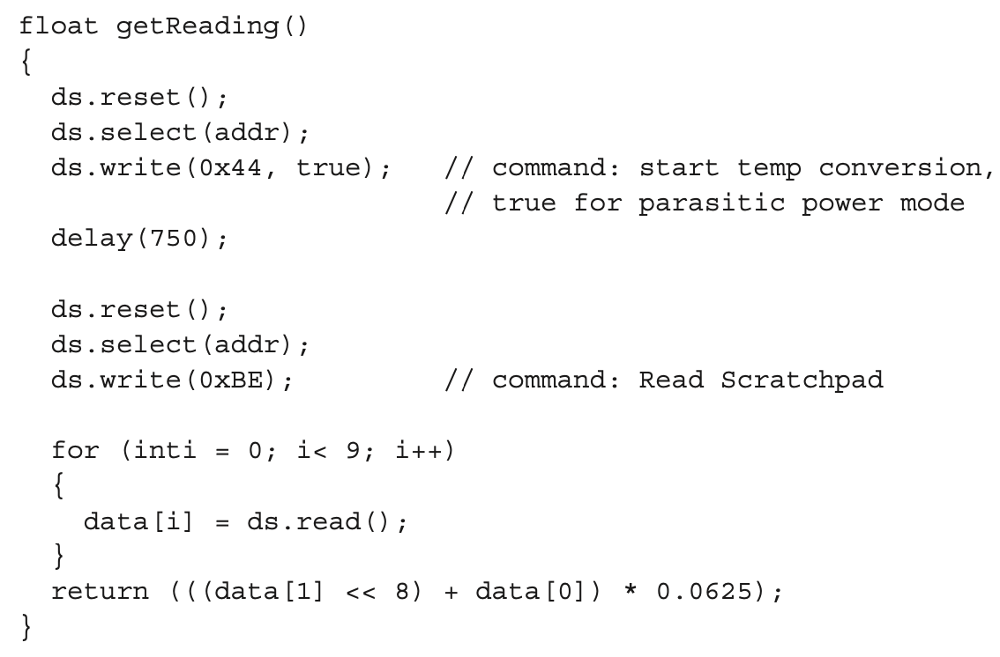 float getReading()
{
  ds.reset();
  ds.select(addr);
  ds.write(0x44, true);   // command: start temp conversion,
                          // true for parasitic power mode
  delay(750);

  ds.reset();
  ds.select(addr);
  ds.write(0xBE);         // command: Read Scratchpad

  for (inti = 0; i< 9; i++)
  {
    data[i] = ds.read();
  }
  return (((data[1] << 8) + data[0]) * 0.0625);
}